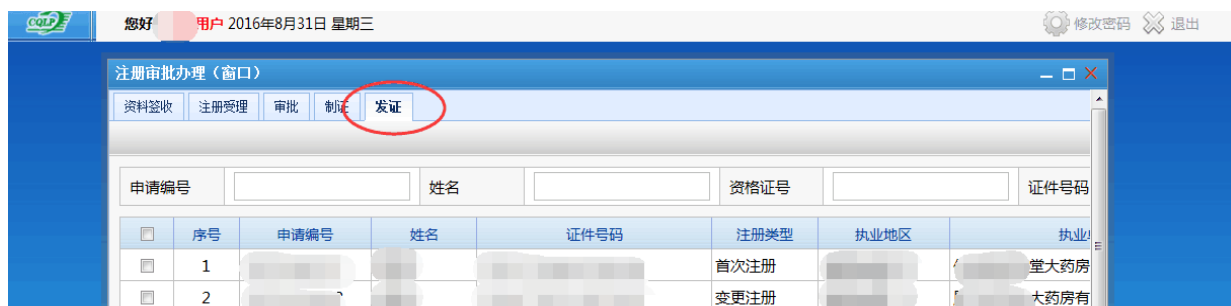 CQLP
您好 用户 2016年8月31日 星期三 修改密码 退出
注册审批办理（窗口）
资料签收 注册受理 审批 制证 发证
申请编号 姓名 资格证号 证件号码
序号 申请编号 姓名 证件号码 注册类型 执业地区 执业
1 首次注册 堂大药房
2 变更注册 大药房有